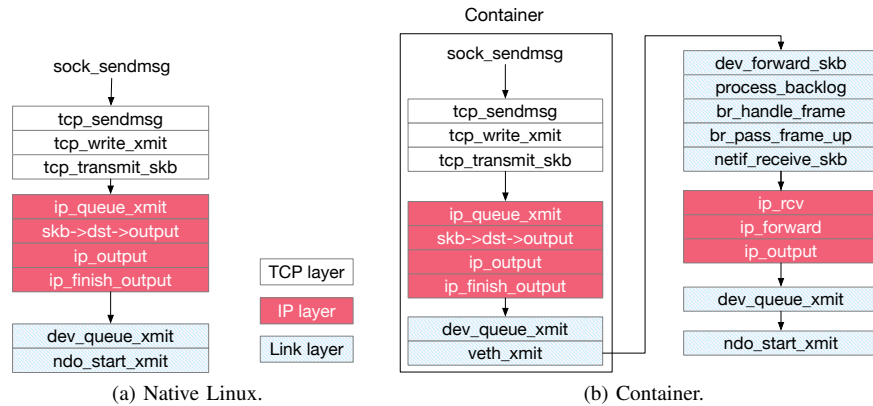 sock_sendmsg
tcp_sendmsg
tcp_write_xmit
tcp_transmit_skb
ip_queue_xmit
skb->dst->output
ip_output
ip_finish_output
dev_queue_xmit
ndo_start_xmit
(a) Native Linux.
TCP layer
IP layer
Link layer
Container
sock_sendmsg
tcp_sendmsg
tcp_write_xmit
tcp_transmit_skb
ip_queue_xmit
skb->dst->output
ip_output
ip_finish_output
dev_queue_xmit
veth_xmit
dev_forward_skb
process_backlog
br_handle_frame
br_pass_frame_up
netif_receive_skb
ip_rcv
ip_forward
ip_output
dev_queue_xmit
ndo_start_xmit
(b) Container.